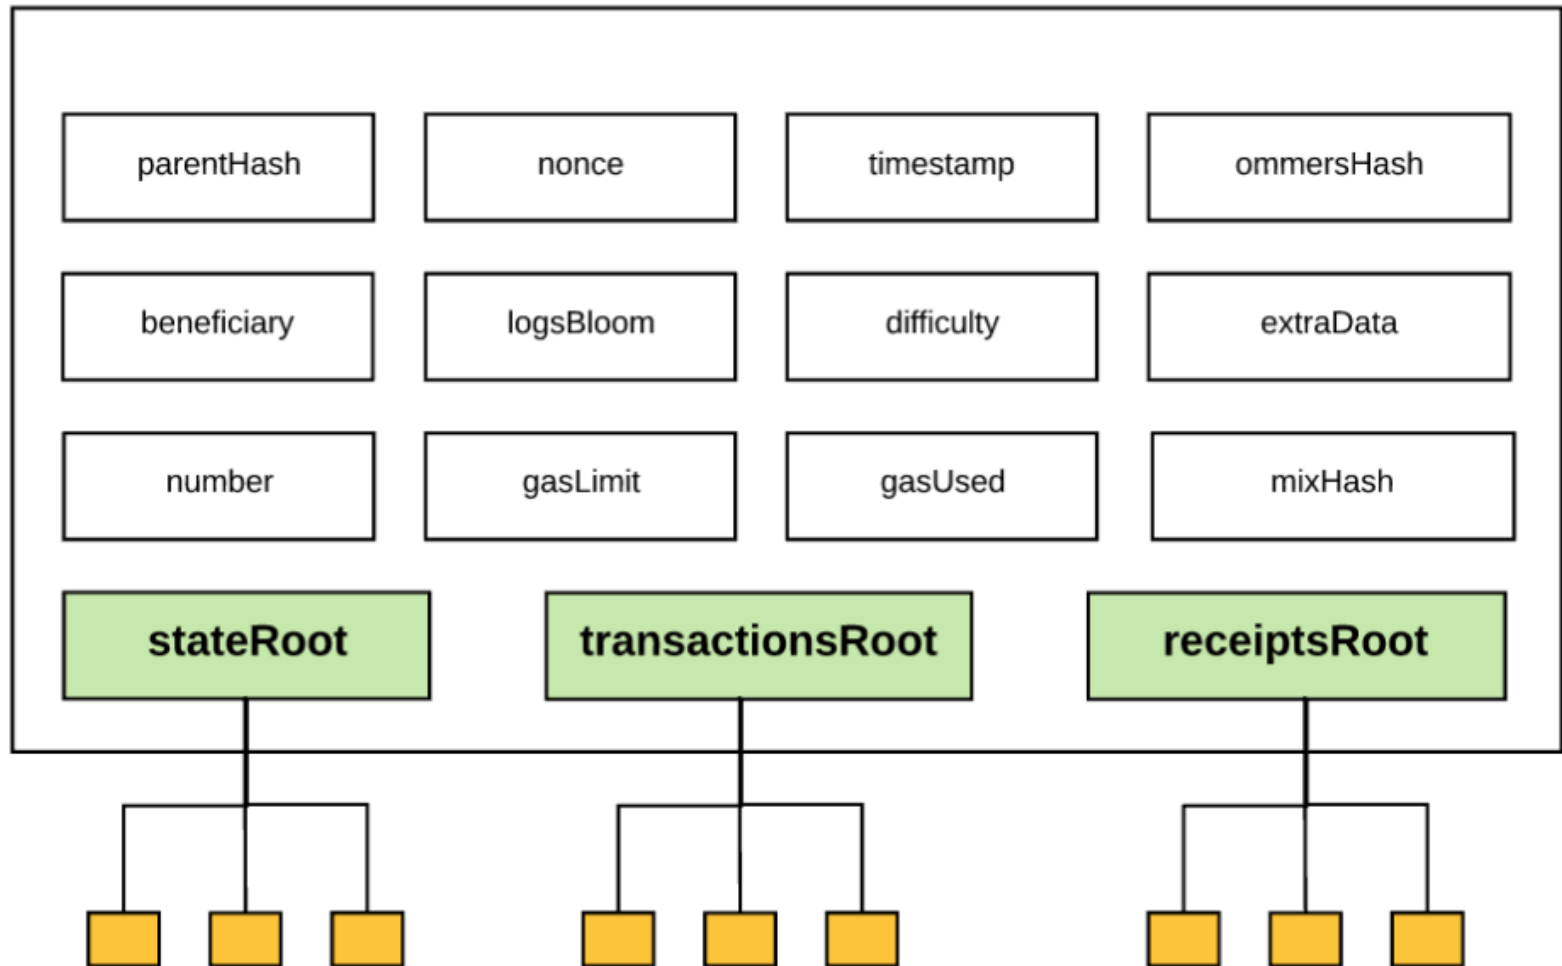 parentHash
nonce
timestamp
ommersHash
beneficiary
logsBloom
difficulty
extraData
number
gasLimit
gasUsed
mixHash
stateRoot
transactionsRoot
receiptsRoot